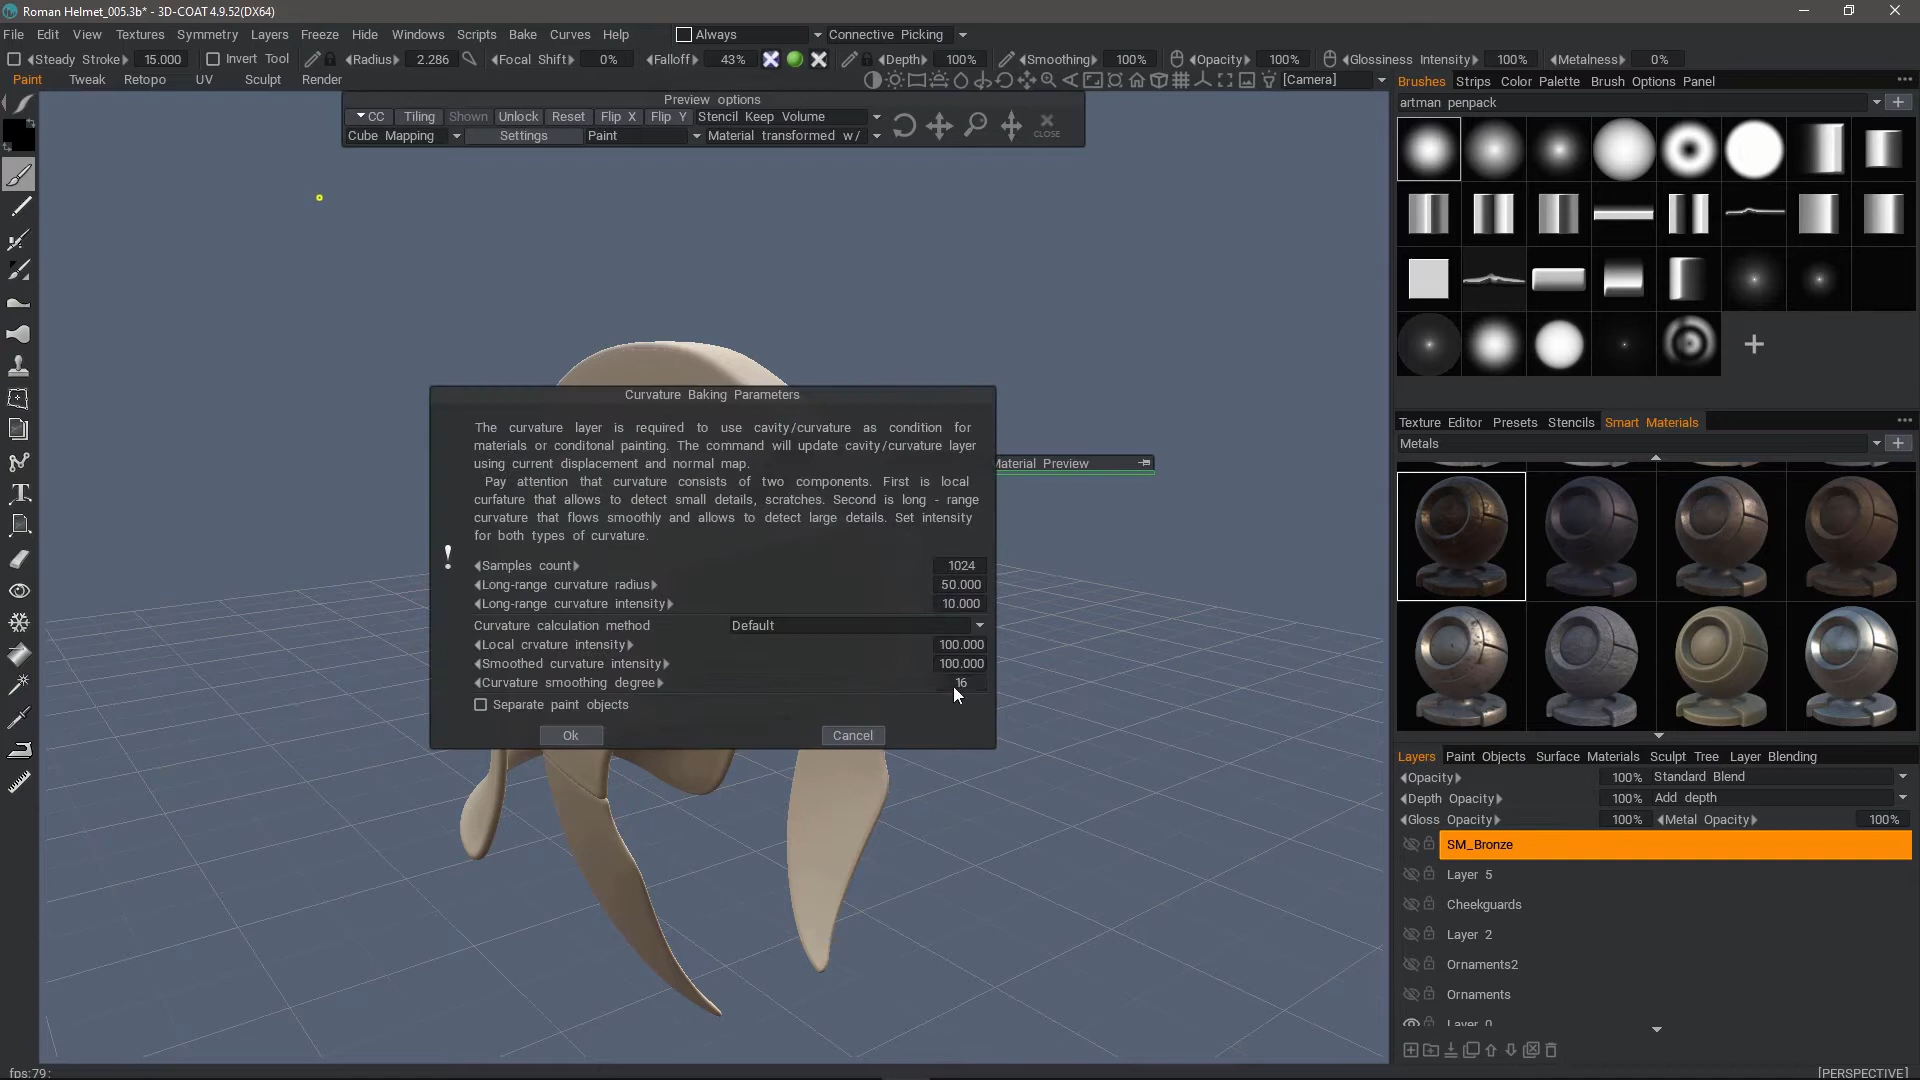 Roman Helmet_005.3b* - 3D-COAT 4.9.52(DX64)
File Edit View Textures Symmetry Layers Freeze Hide Windows Scripts Bake Curves Help Always Connective Picking
Steady Stroke 15.000 Invert Tool Radius 2.286 Focal Shift 0% Falloff 43% Depth 100% Smoothing 100% Opacity 100% Glossiness Intensity 100% Metalness 0%
Paint Tweak Retopo UV Sculpt Render [Camera]
Brushes Strips Color Palette Brush Options Panel
artman penpack
Preview options
CC Tiling Shown Unlock Reset Flip X Flip Y Stencil Keep Volume
Cube Mapping Settings Paint Material transformed w/ CLOSE
Curvature Baking Parameters
The curvature layer is required to use cavity/curvature as condition for
materials or conditonal painting. The command will update cavity/curvature layer
using current displacement and normal map.
Pay attention that curvature consists of two components. First is local
curfature that allows to detect small details, scratches. Second is long - range
curvature that flows smoothly and allows to detect large details. Set intensity
for both types of curvature.
!
Samples count 1024
Long-range curvature radius 50.000
Long-range curvature intensity 10.000
Curvature calculation method Default
Local crvature intensity 100.000
Smoothed curvature intensity 100.000
Curvature smoothing degree 16
Separate paint objects
Ok Cancel
Material Preview
Texture Editor Presets Stencils Smart Materials
Metals
Layers Paint Objects Surface Materials Sculpt Tree Layer Blending
Opacity 100% Standard Blend
Depth Opacity 100% Add depth
Gloss Opacity 100% Metal Opacity 100%
SM_Bronze
Layer 5
Cheekguards
Layer 2
Ornaments2
Ornaments
Layer 0
fps:79:
[PERSPECTIVE]